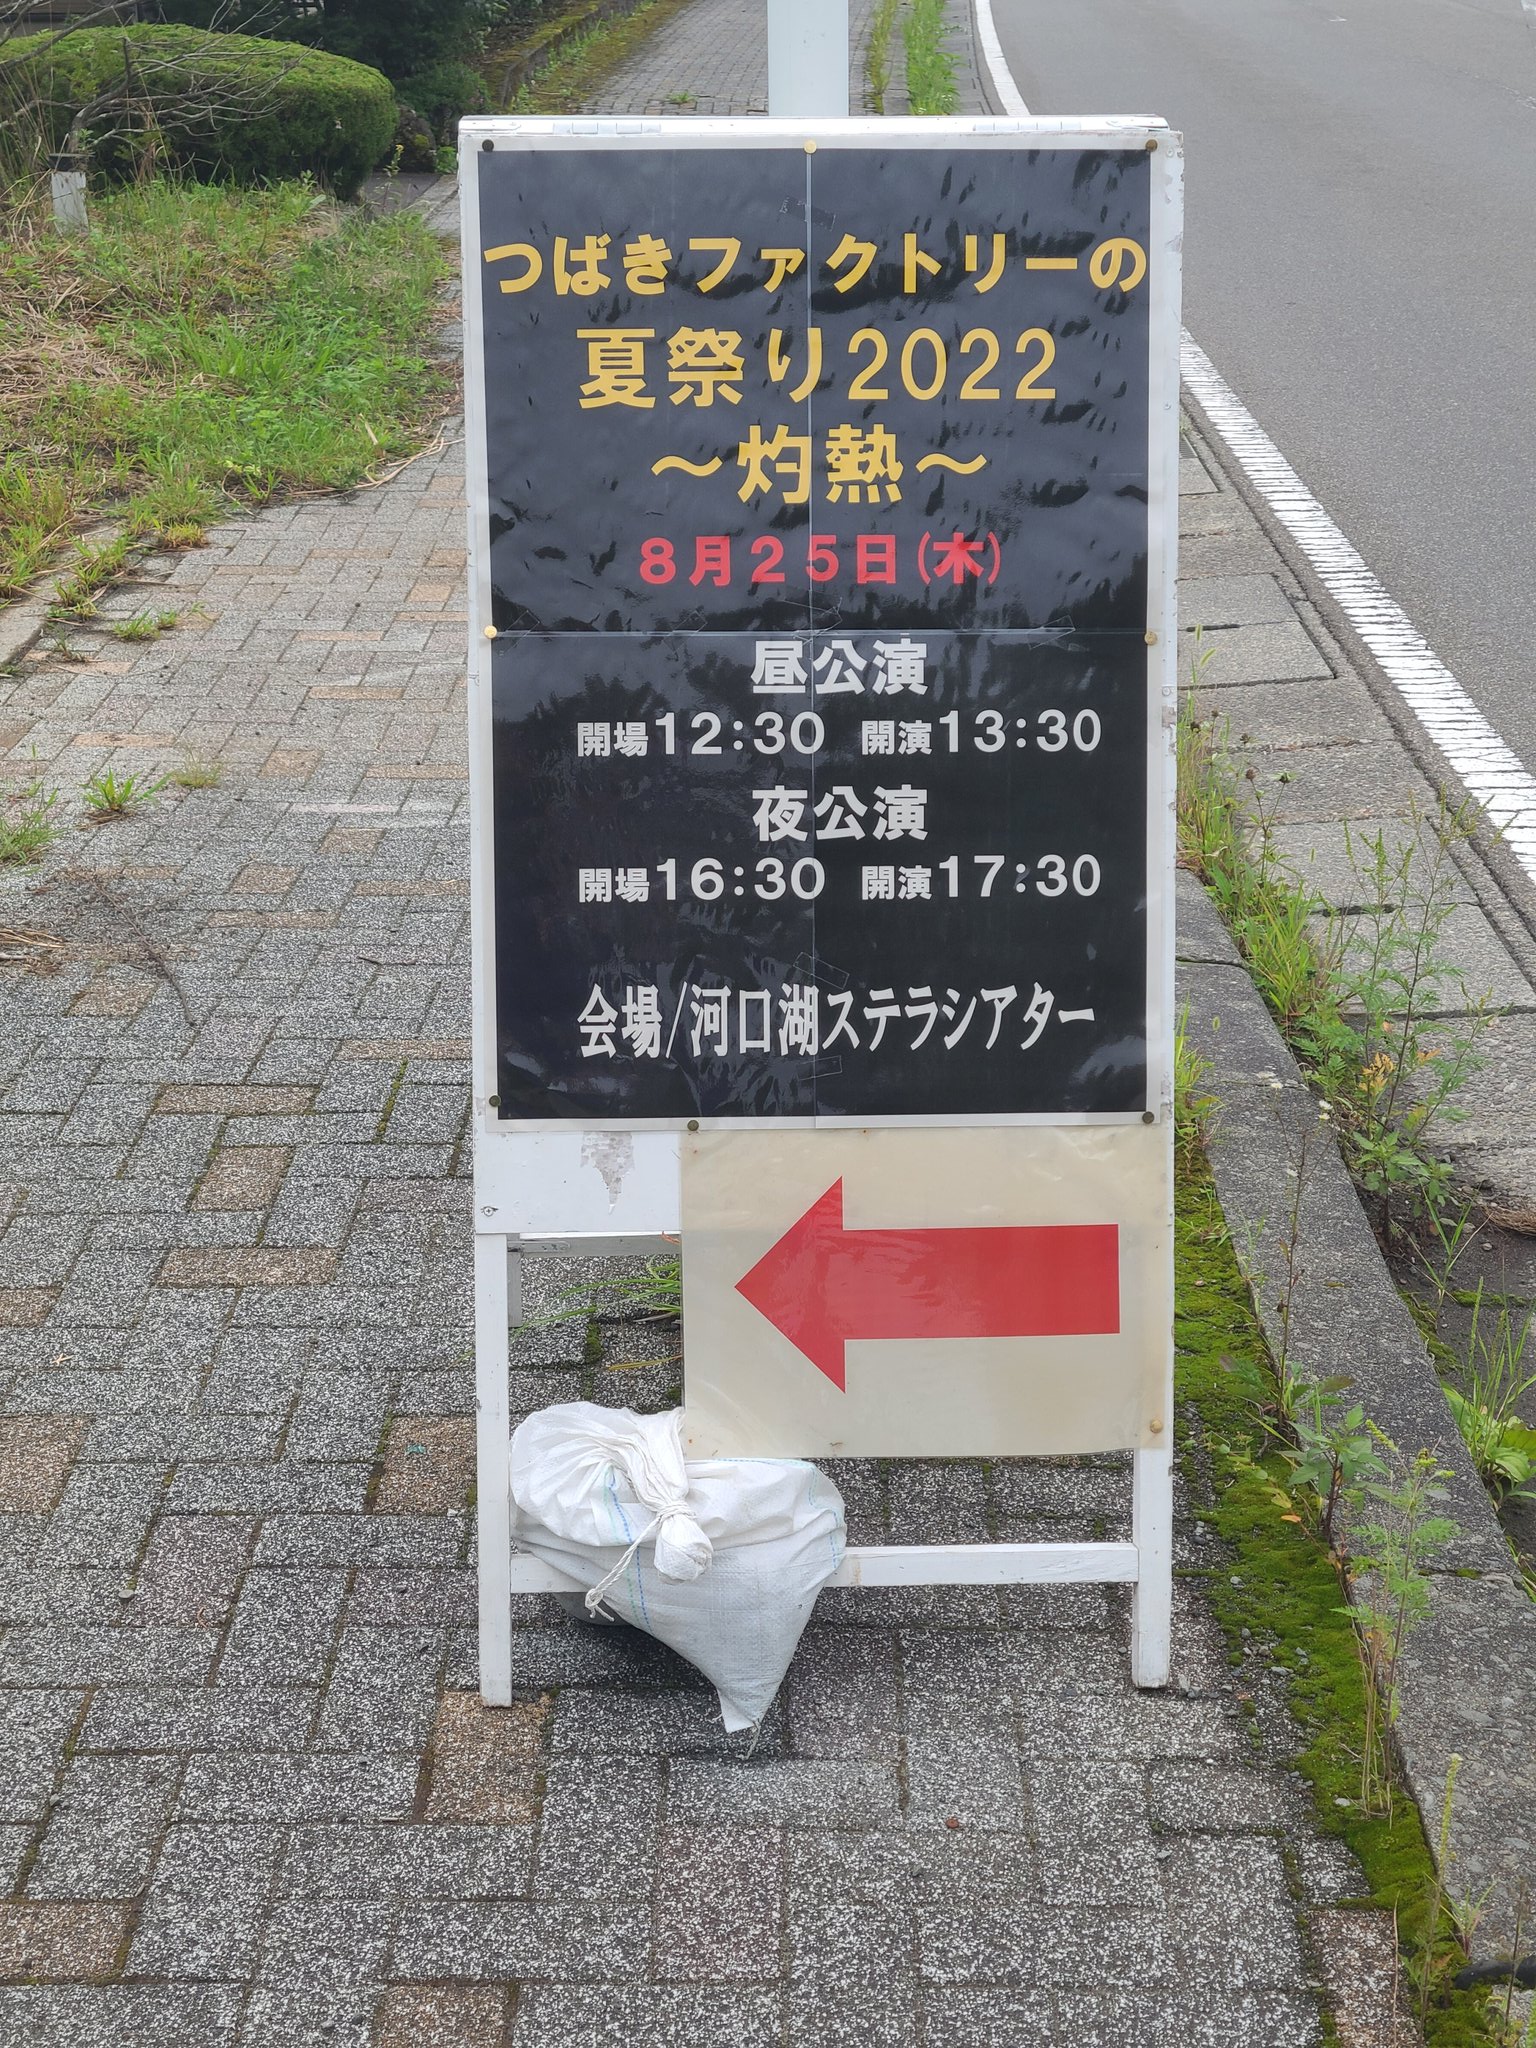 つばきファクトリーの
夏祭り2022
～灼熱～
8月25日(木)
昼公演
開場12:30 開演13:30
夜公演
開場16:30 開演17:30
会場/河口湖ステラシアター